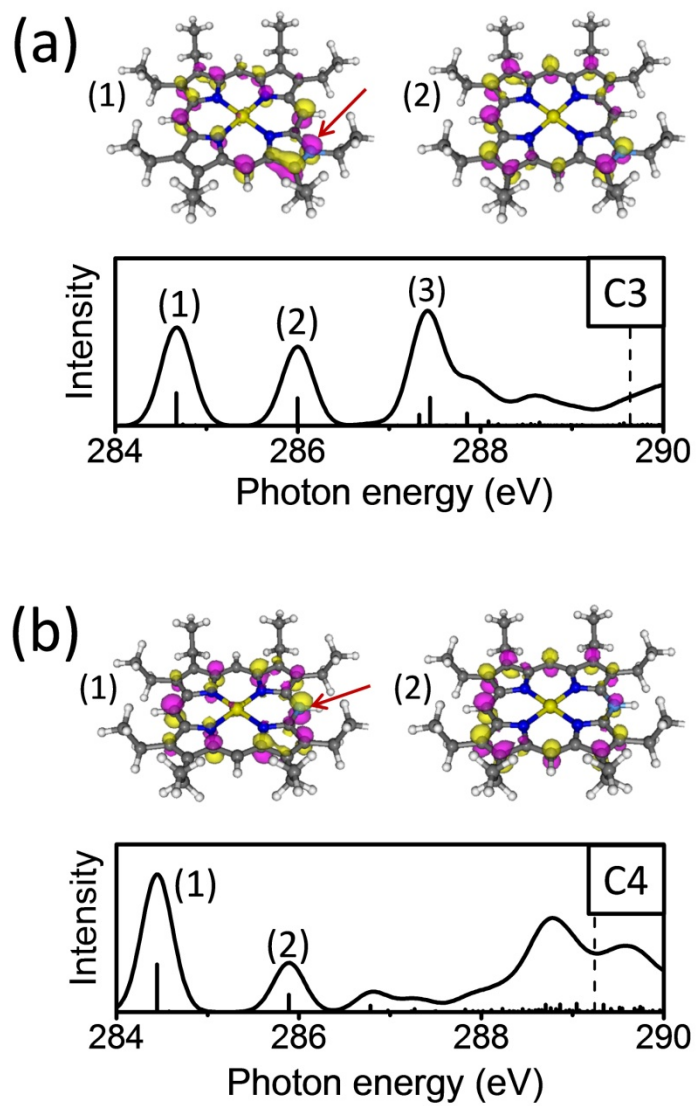 (a)
(1)
(2)
Intensity
(1)
(2)
(3)
C3
284
286
288
290
Photon energy (eV)
(b)
(1)
(2)
Intensity
(1)
(2)
C4
284
286
288
290
Photon energy (eV)